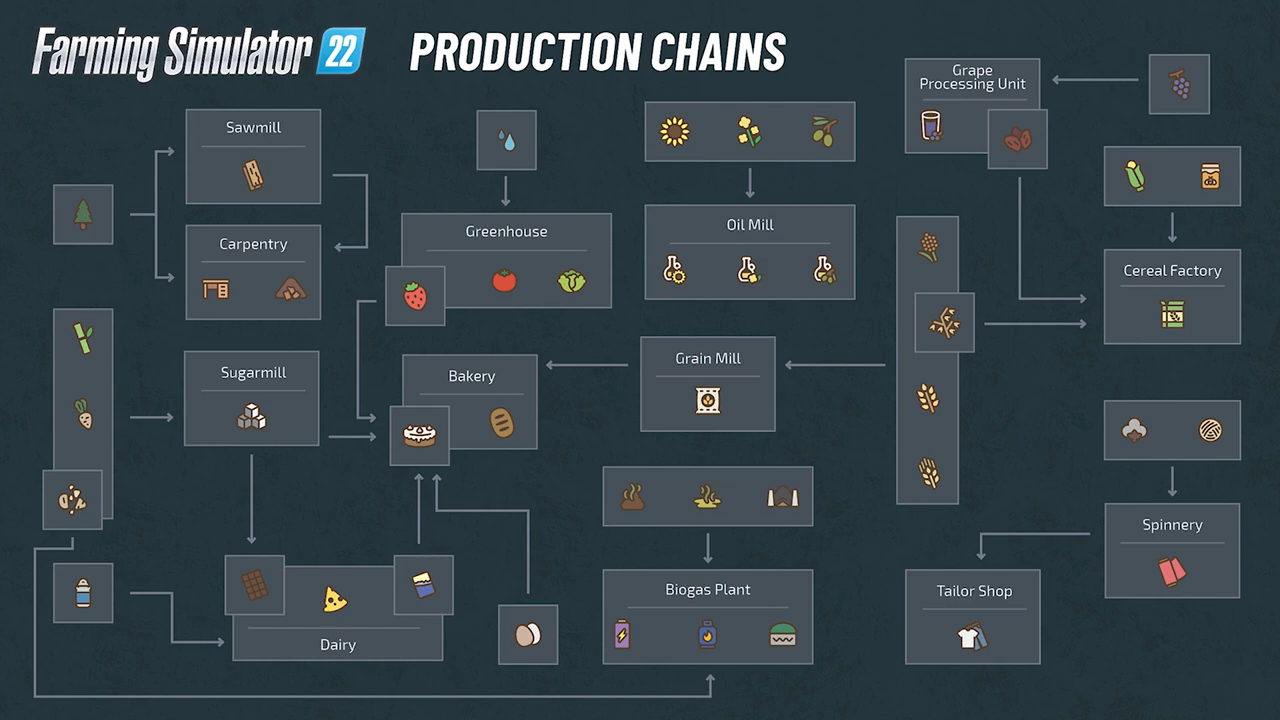 Farming Simulator 22
PRODUCTION CHAINS
Grape
Processing Unit
Sawmill
Carpentry
Greenhouse
Oil Mill
Cereal Factory
Sugarmill
Bakery
Grain Mill
Spinnery
Biogas Plant
Tailor Shop
Dairy